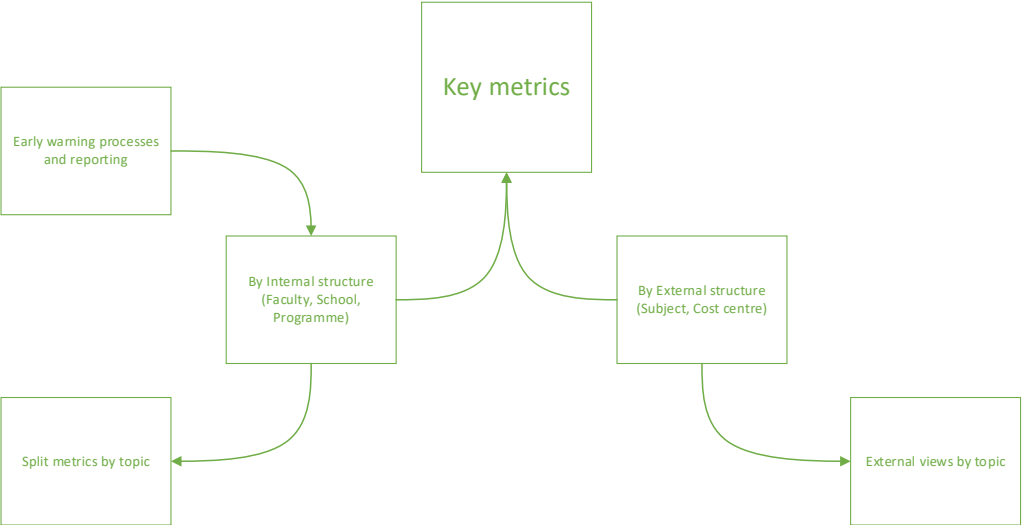 Key metrics
Early warning processes
and reporting
By Internal structure
(Faculty, School,
Programme)
By External structure
(Subject, Cost centre)
Split metrics by topic
External views by topic